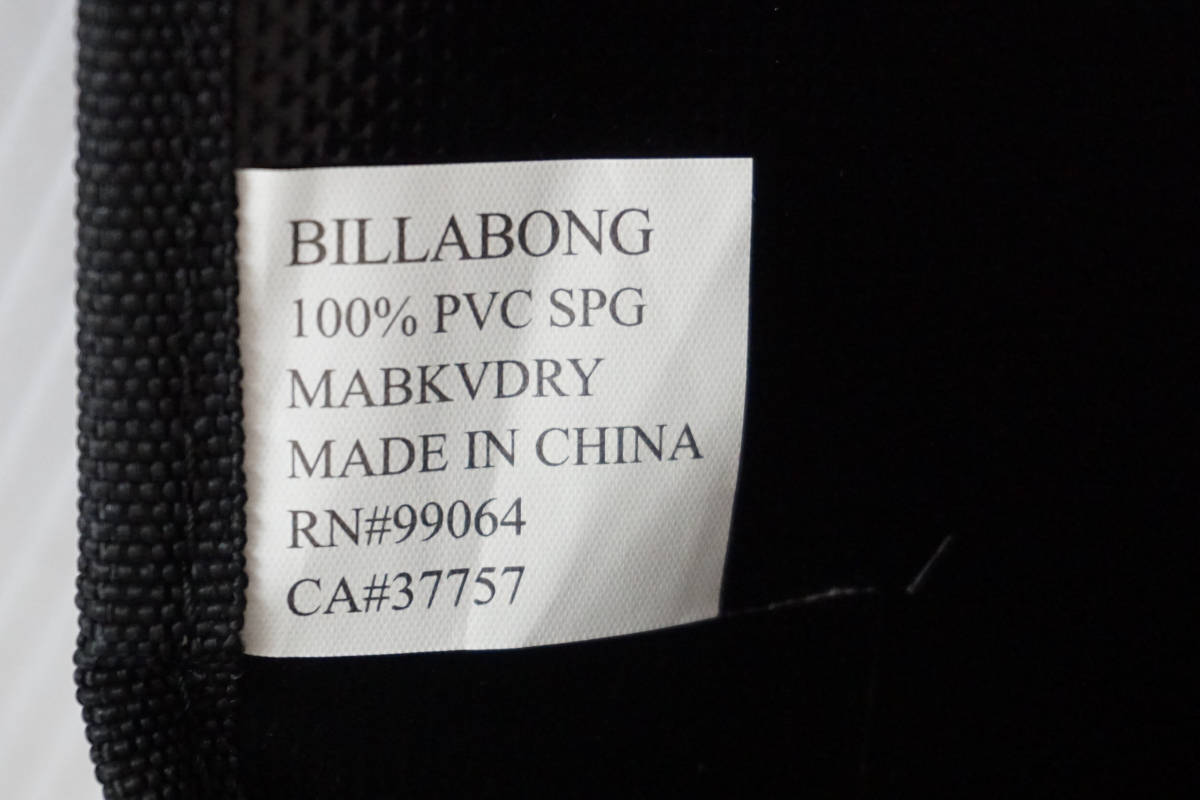 BILLABONG
100% PVC SPG
MABKVDRY
MADE IN CHINA
RN#99064
CA#37757